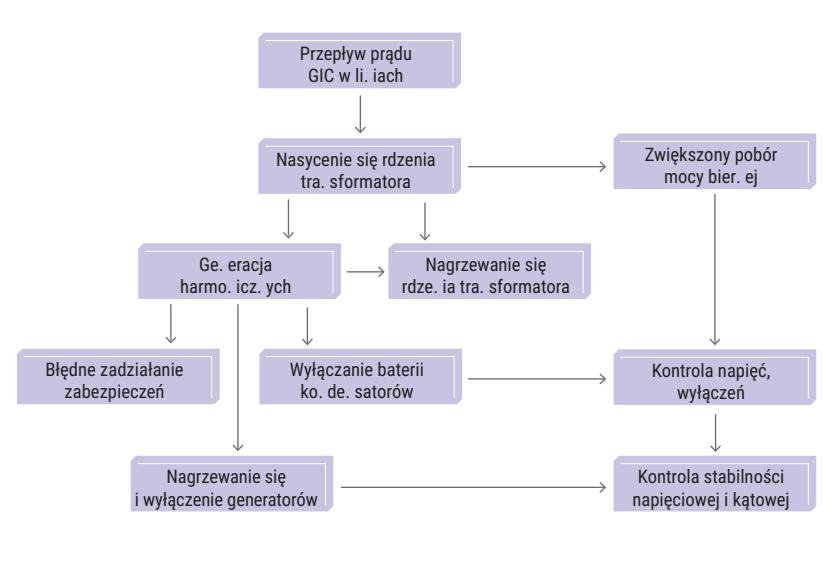 Przepływ prądu
GIC w li. iach
Nasycenie się rdzenia
tra. sformatora
Zwiększony pobór
mocy bier. ej
Ge. eracja
harmo. icz. ych
Nagrzewanie się
rdze. ia tra. sformatora
Błędne zadziałanie
zabezpieczeń
Wyłączanie baterii
ko. de. satorów
Kontrola napięć,
wyłączeń
Nagrzewanie się
i wyłączenie generatorów
Kontrola stabilności
napięciowej i kątowej